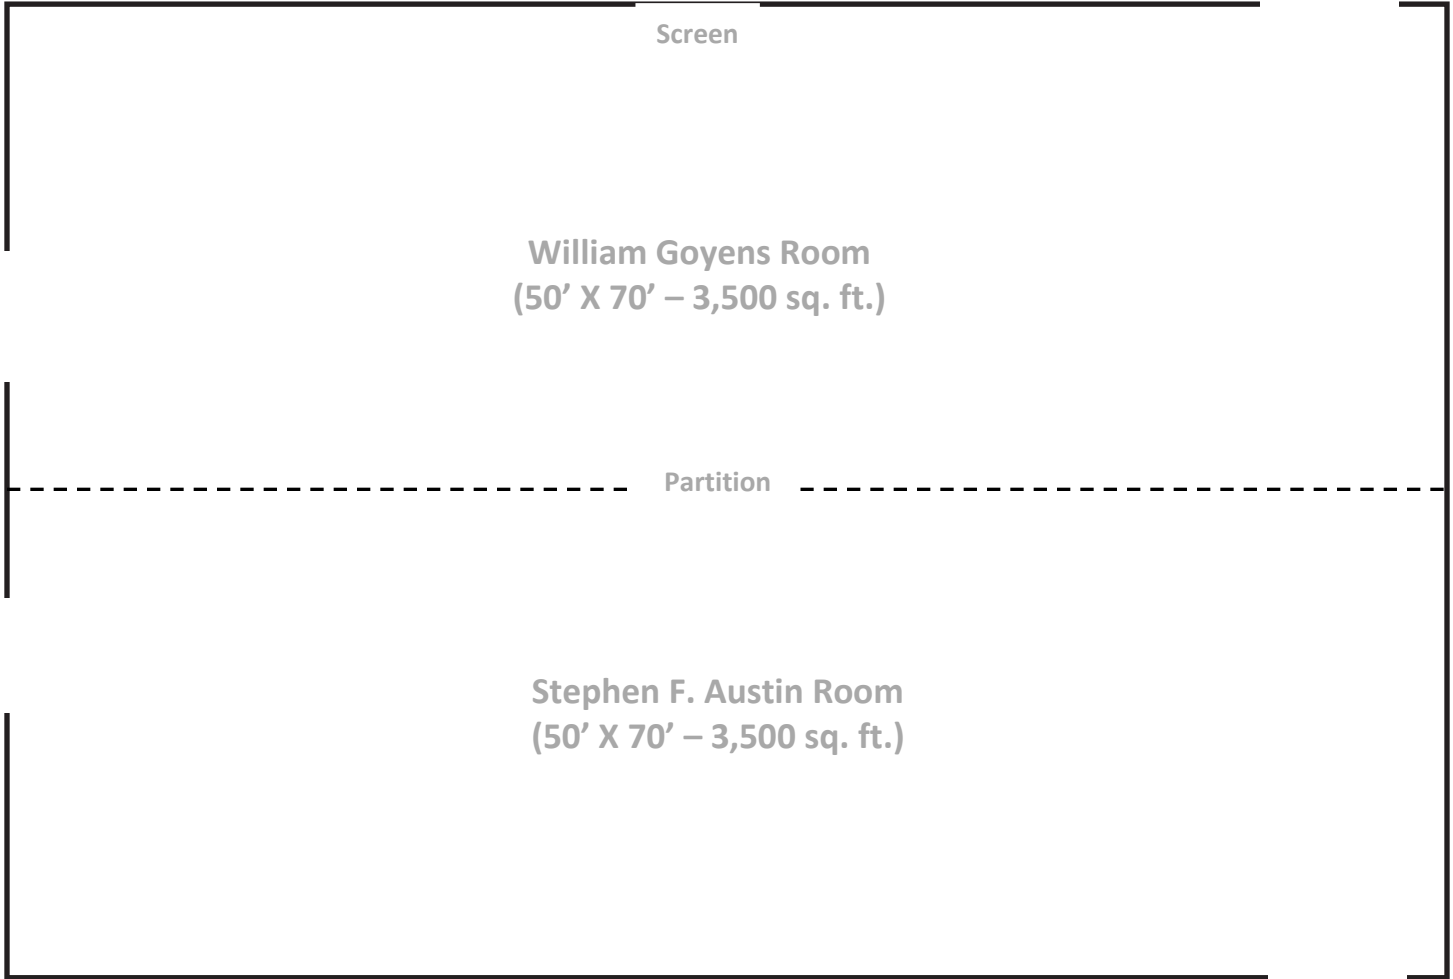 Screen
William Goyens Room
(50’ X 70’ – 3,500 sq. ft.)
Partition
Stephen F. Austin Room
(50’ X 70’ – 3,500 sq. ft.)